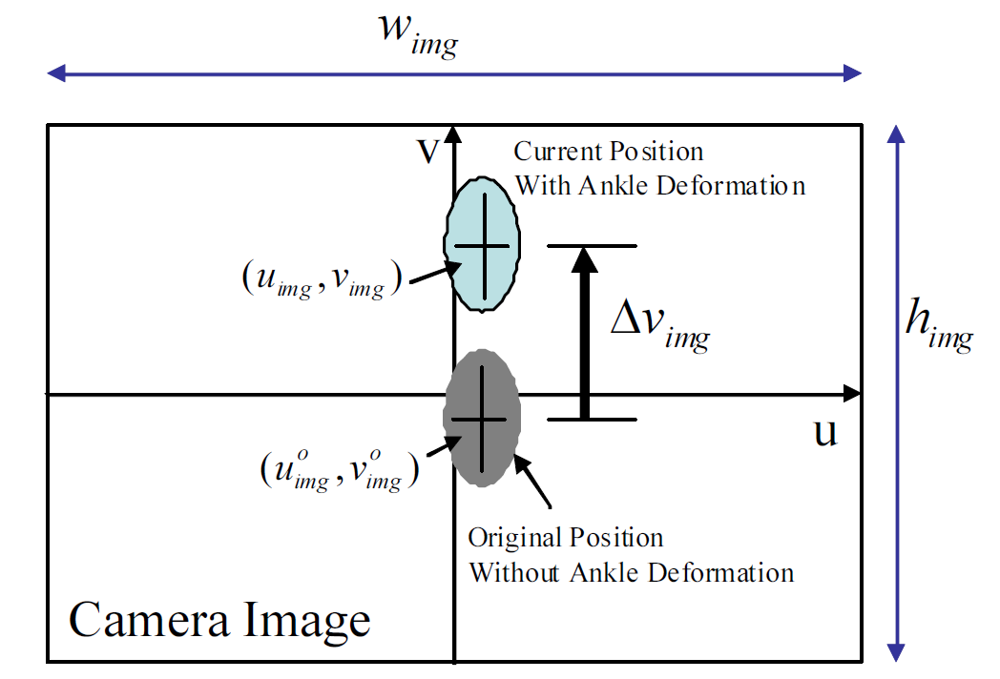 w_img
v
Current Position
With Ankle Deformation
(u_img, v_img)
Δv_img
h_img
u
(u^o_img, v^o_img)
Original Position
Without Ankle Deformation
Camera Image